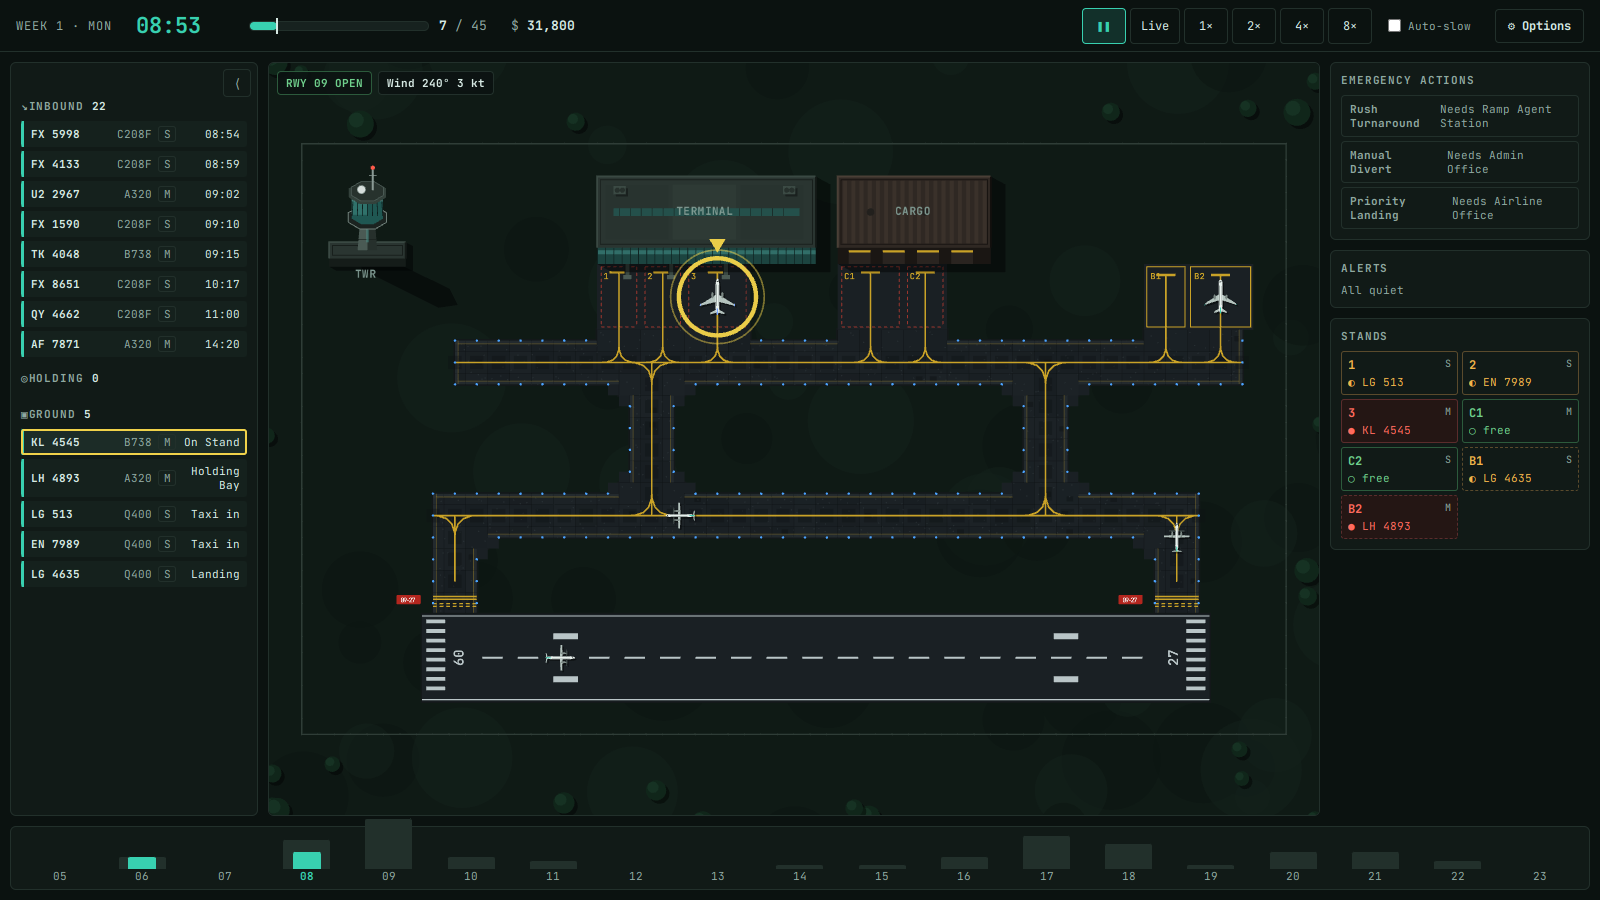 WEEK 1 · MON 08:53 7 / 45 $ 31,800 Live 1× 2× 4× 8× Auto-slow ⚙ Options
↘INBOUND 22
FX 5998 C208F S 08:54
FX 4133 C208F S 08:59
U2 2967 A320 M 09:02
FX 1590 C208F S 09:10
TK 4048 B738 M 09:15
FX 8651 C208F S 10:17
QY 4662 C208F S 11:00
AF 7871 A320 M 14:20
◎HOLDING 0
▣GROUND 5
KL 4545 B738 M On Stand
LH 4893 A320 M Holding
Bay
LG 513 Q400 S Taxi in
EN 7989 Q400 S Taxi in
LG 4635 Q400 S Landing
RWY 09 OPEN Wind 240° 3 kt
TWR
TERMINAL
CARGO
1 2 3 C1 C2 B1 B2
09-27 09-27
09 27
EMERGENCY ACTIONS
Rush
Turnaround
Needs Ramp Agent
Station
Manual
Divert
Needs Admin
Office
Priority
Landing
Needs Airline
Office
ALERTS
All quiet
STANDS
1 S
◐ LG 513
2 S
◐ EN 7989
3 M
● KL 4545
C1 M
○ free
C2 S
○ free
B1 S
◐ LG 4635
B2 M
● LH 4893
05 06 07 08 09 10 11 12 13 14 15 16 17 18 19 20 21 22 23